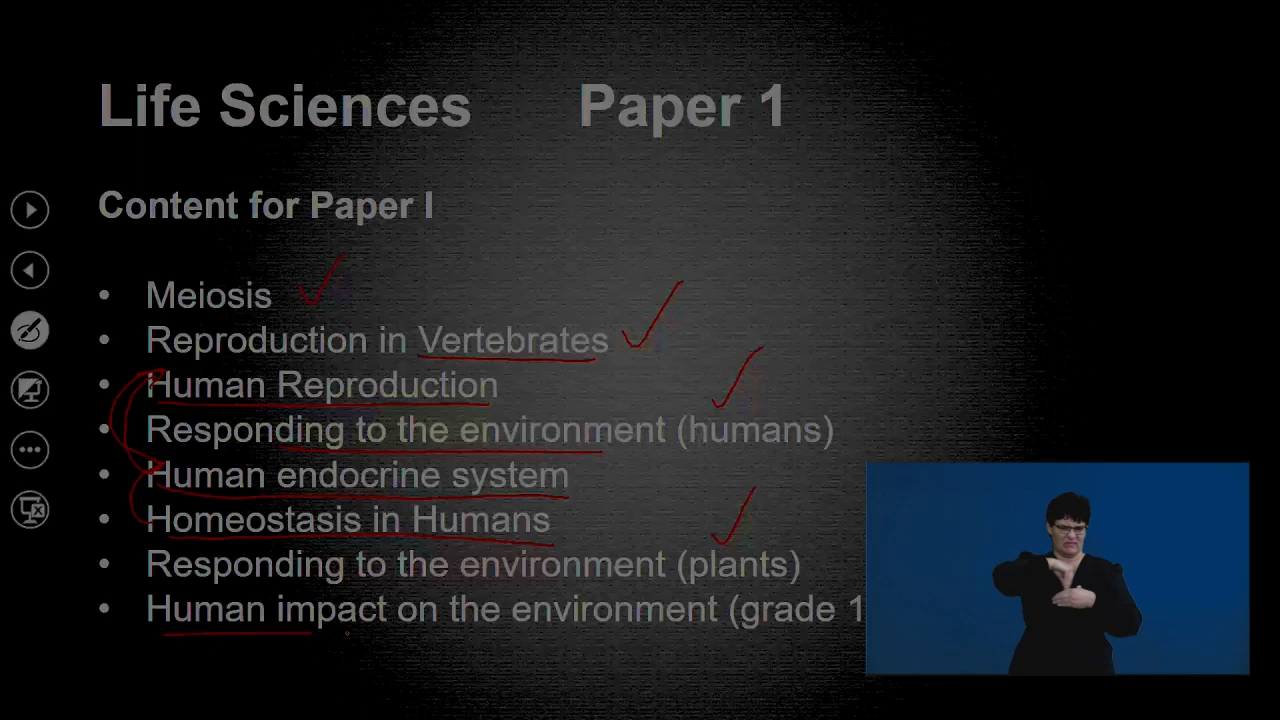 Life Sciences Paper 1
Content for Paper I
• Meiosis
• Reproduction in Vertebrates
• Human Reproduction
• Responding to the environment (humans)
• Human endocrine system
• Homeostasis in Humans
• Responding to the environment (plants)
• Human impact on the environment (grade 1